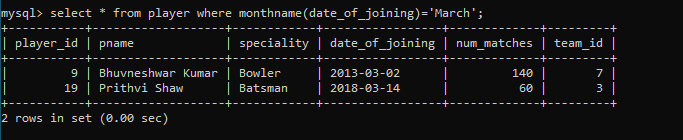 mysql> select * from player where monthname(date_of_joining)='March';
+-----------+-------------------+------------+-----------------+-------------+---------+
| player_id | pname             | speciality | date_of_joining | num_matches | team_id |
+-----------+-------------------+------------+-----------------+-------------+---------+
|         9 | Bhuvneshwar Kumar | Bowler     | 2013-03-02      |         140 |       7 |
|        19 | Prithvi Shaw      | Batsman    | 2018-03-14      |          60 |       3 |
+-----------+-------------------+------------+-----------------+-------------+---------+
2 rows in set (0.00 sec)